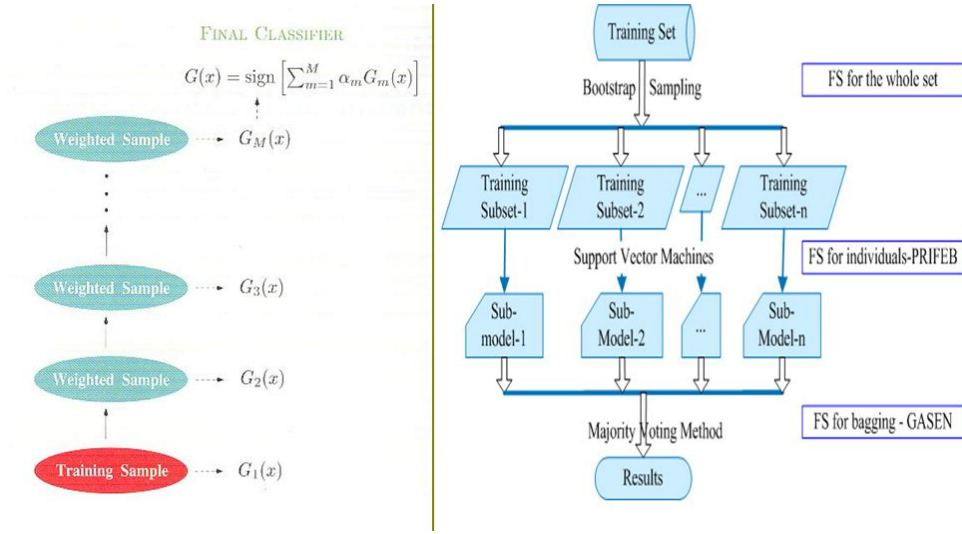 FINAL CLASSIFIER
G(x) = sign [∑_{m=1}^{M} α_m G_m(x)]
Weighted Sample
G_M(x)
Weighted Sample
G_3(x)
Weighted Sample
G_2(x)
Training Sample
G_1(x)
Training Set
Bootstrap Sampling
FS for the whole set
Training
Subset-1
Training
Subset-2
...
Training
Subset-n
Support Vector Machines
FS for individuals-PRIFEB
Sub-
model-1
Sub-
Model-2
...
Sub-
Model-n
FS for bagging - GASEN
Majority Voting Method
Results